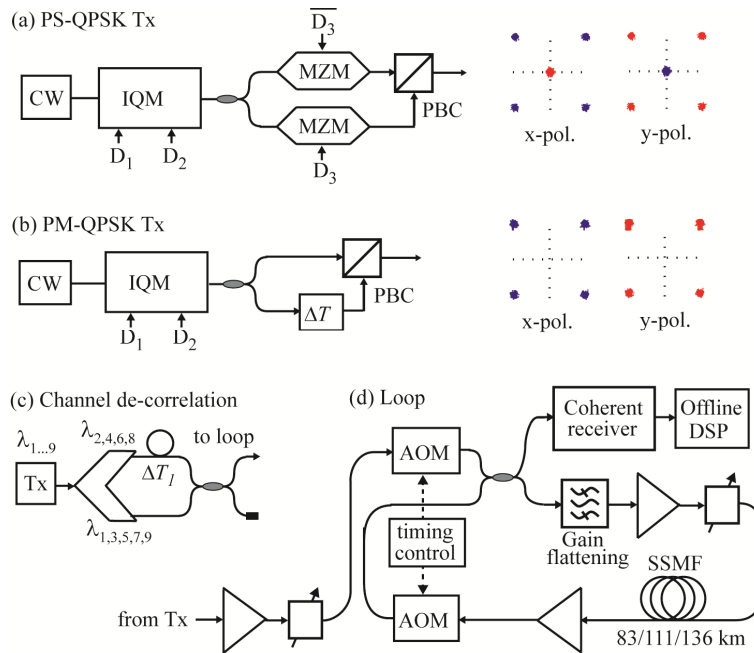 (a) PS-QPSK Tx
D̅₃
CW
IQM
MZM
MZM
PBC
D₁
D₂
D₃
x-pol.
y-pol.
(b) PM-QPSK Tx
CW
IQM
ΔT
PBC
D₁
D₂
x-pol.
y-pol.
(c) Channel de-correlation
λ₁...₉
λ₂,₄,₆,₈
Tx
ΔT₁
to loop
λ₁,₃,₅,₇,₉
from Tx
(d) Loop
AOM
timing
control
AOM
Coherent
receiver
Offline
DSP
Gain
flattening
SSMF
83/111/136 km